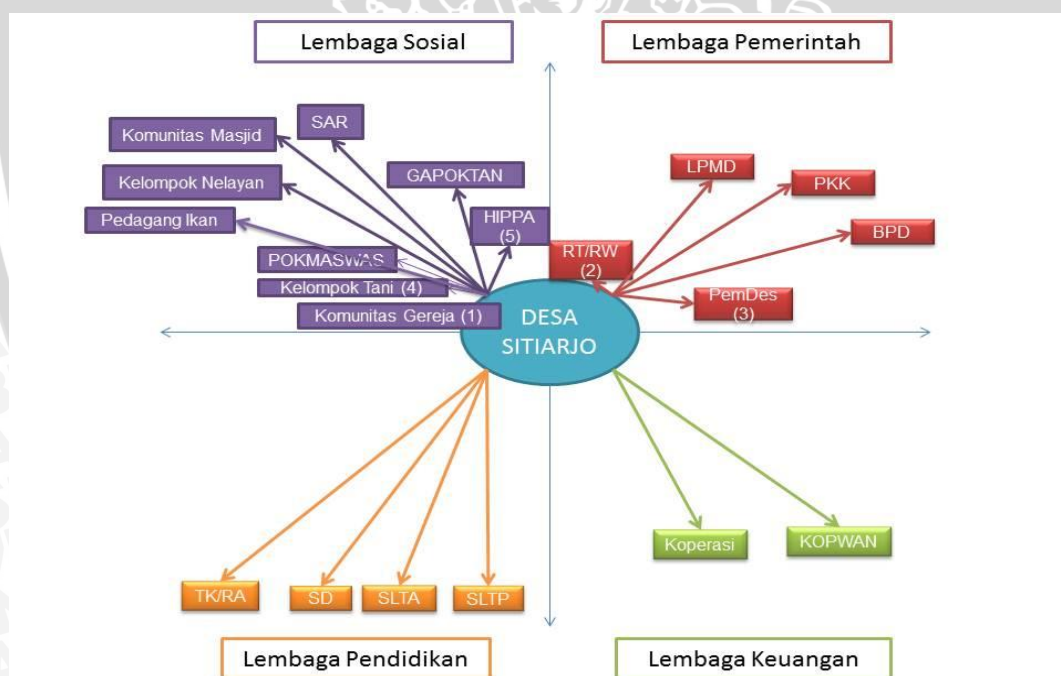 Lembaga Sosial
Lembaga Pemerintah
SAR
Komunitas Masjid
GAPOKTAN
Kelompok Nelayan
Pedagang Ikan
HIPPA
(5)
POKMASWAS
Kelompok Tani (4)
Komunitas Gereja (1)
LPMD
PKK
BPD
RT/RW
(2)
PemDes
(3)
DESA
SITIARJO
TK/RA
SD
SLTA
SLTP
Koperasi
KOPWAN
Lembaga Pendidikan
Lembaga Keuangan